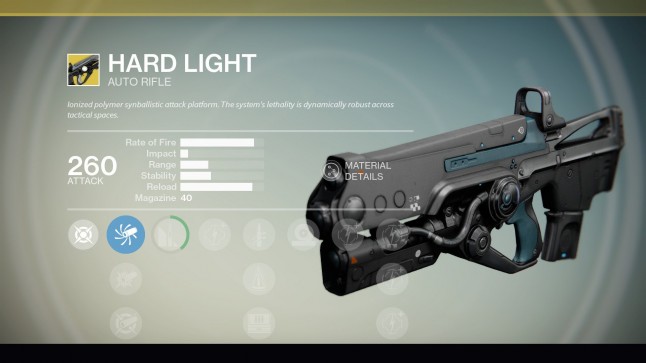 HARD LIGHT
AUTO RIFLE
Ionized polymer synballistic attack platform. The system's lethality is dynamically robust across
tactical spaces.
260
ATTACK
Rate of Fire
Impact
Range
Stability
Reload
Magazine 40
MATERIAL
DETAILS